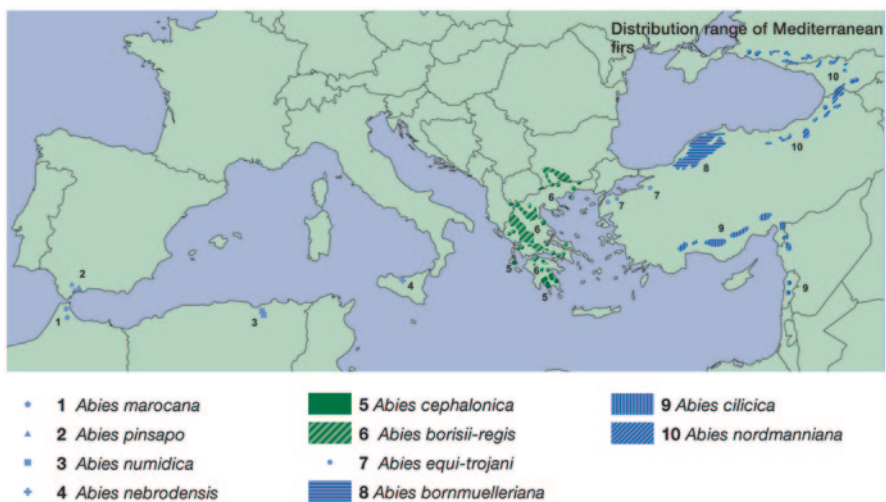 Distribution range of Mediterranean
firs
10
10
8
7
7
6
6
9
2
5
6
4
9
5
1
3
1 Abies marocana
2 Abies pinsapo
3 Abies numidica
4 Abies nebrodensis
5 Abies cephalonica
6 Abies borisii-regis
7 Abies equi-trojani
8 Abies bornmuelleriana
9 Abies cilicica
10 Abies nordmanniana